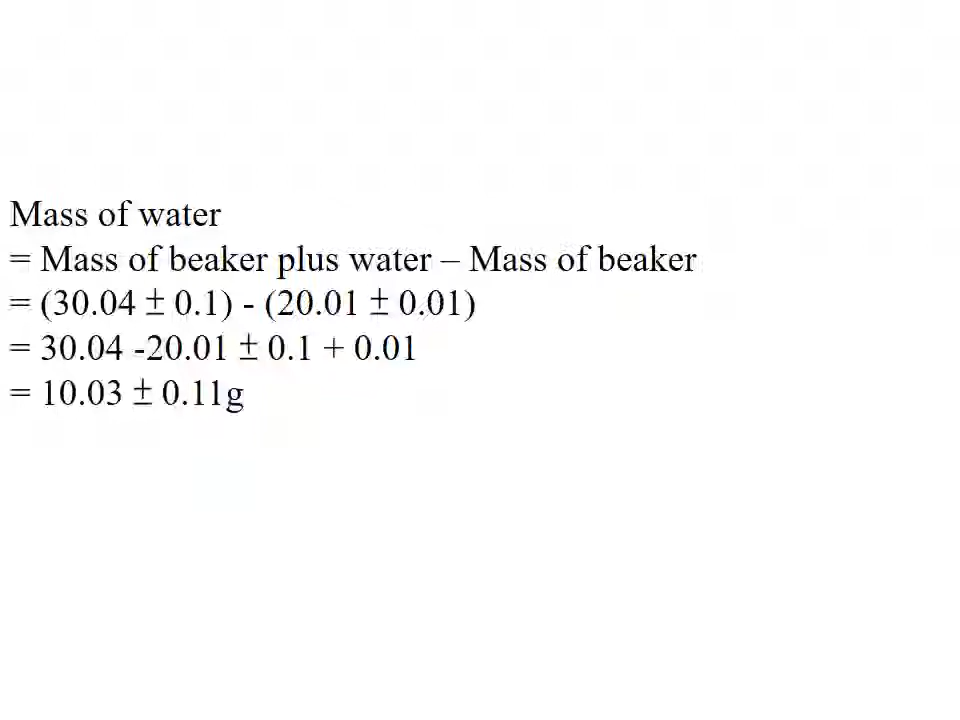 Mass of water
= Mass of beaker plus water – Mass of beaker
= (30.04 ± 0.1) - (20.01 ± 0.01)
= 30.04 -20.01 ± 0.1 + 0.01
= 10.03 ± 0.11g